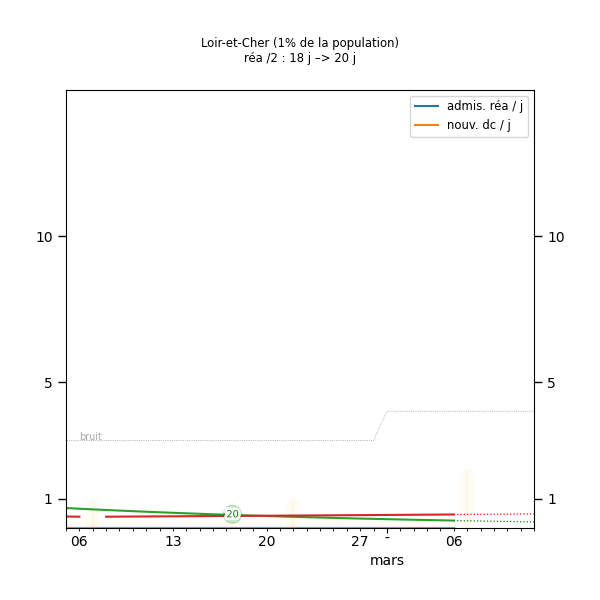 Loir-et-Cher (1% de la population)
réa /2 : 18 j –> 20 j
admis. réa / j
nouv. dc / j
10 10
5 5
bruit
1 1
20
06 13 20 27 - 06
mars